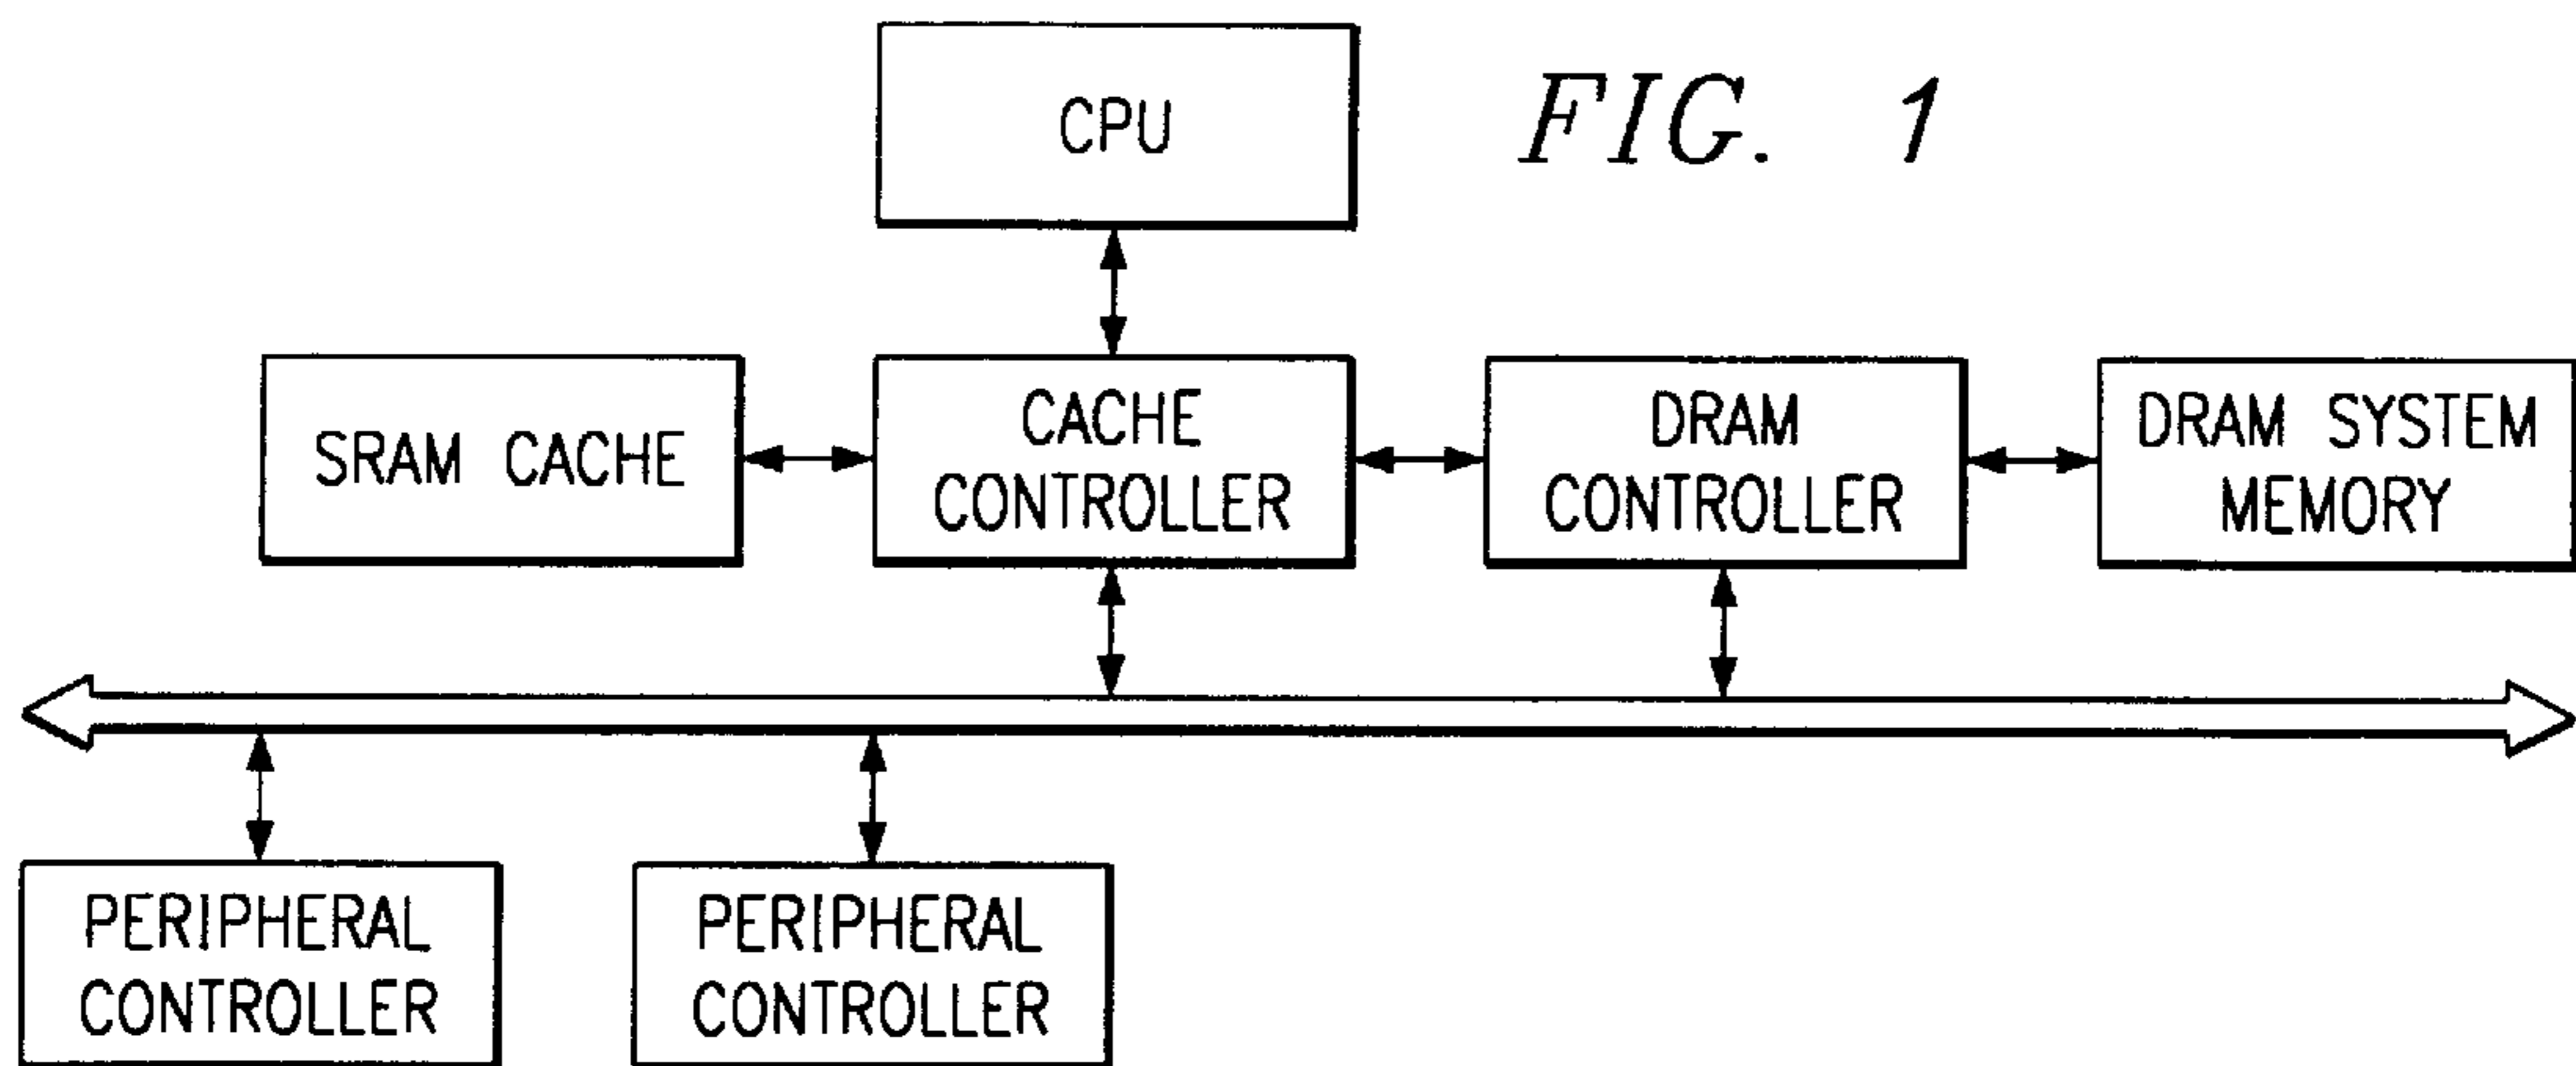 CPU
FIG. 1
SRAM CACHE
CACHE
CONTROLLER
DRAM
CONTROLLER
DRAM SYSTEM
MEMORY
PERIPHERAL
CONTROLLER
PERIPHERAL
CONTROLLER